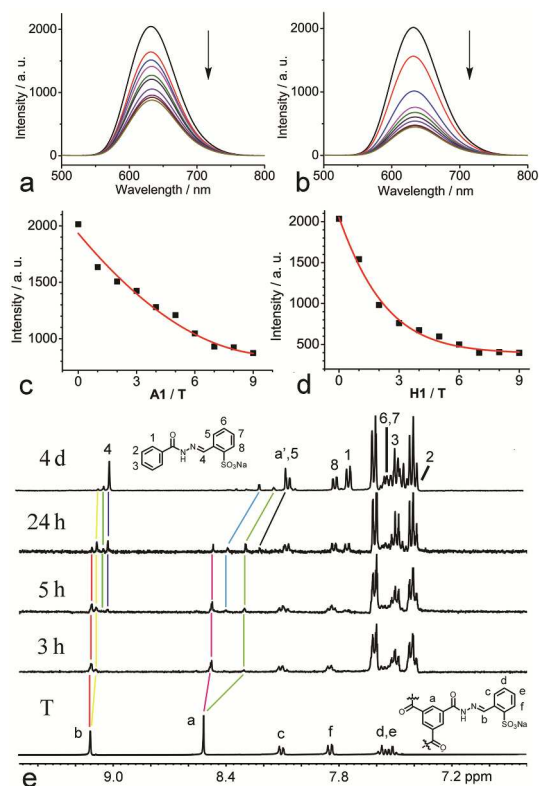 Intensity / a. u.
2000
1000
0
500
600
700
800
Wavelength / nm
a
Intensity / a. u.
2000
1000
0
500
600
700
800
Wavelength / nm
b
Intensity / a. u.
2000
1500
1000
0
3
6
9
A1 / T
c
Intensity / a. u.
2000
1500
1000
500
0
3
6
9
H1 / T
d
4 d
4
1
2
3
O
N
H
N
4
5
6
7
8
SO₃Na
a',5
8
1
6,7
3
2
24 h
5 h
3 h
T
b
a
c
f
d,e
O
O
a
O
N
H
N
b
c
d
e
f
SO₃Na
9.0
8.4
7.8
7.2 ppm
e